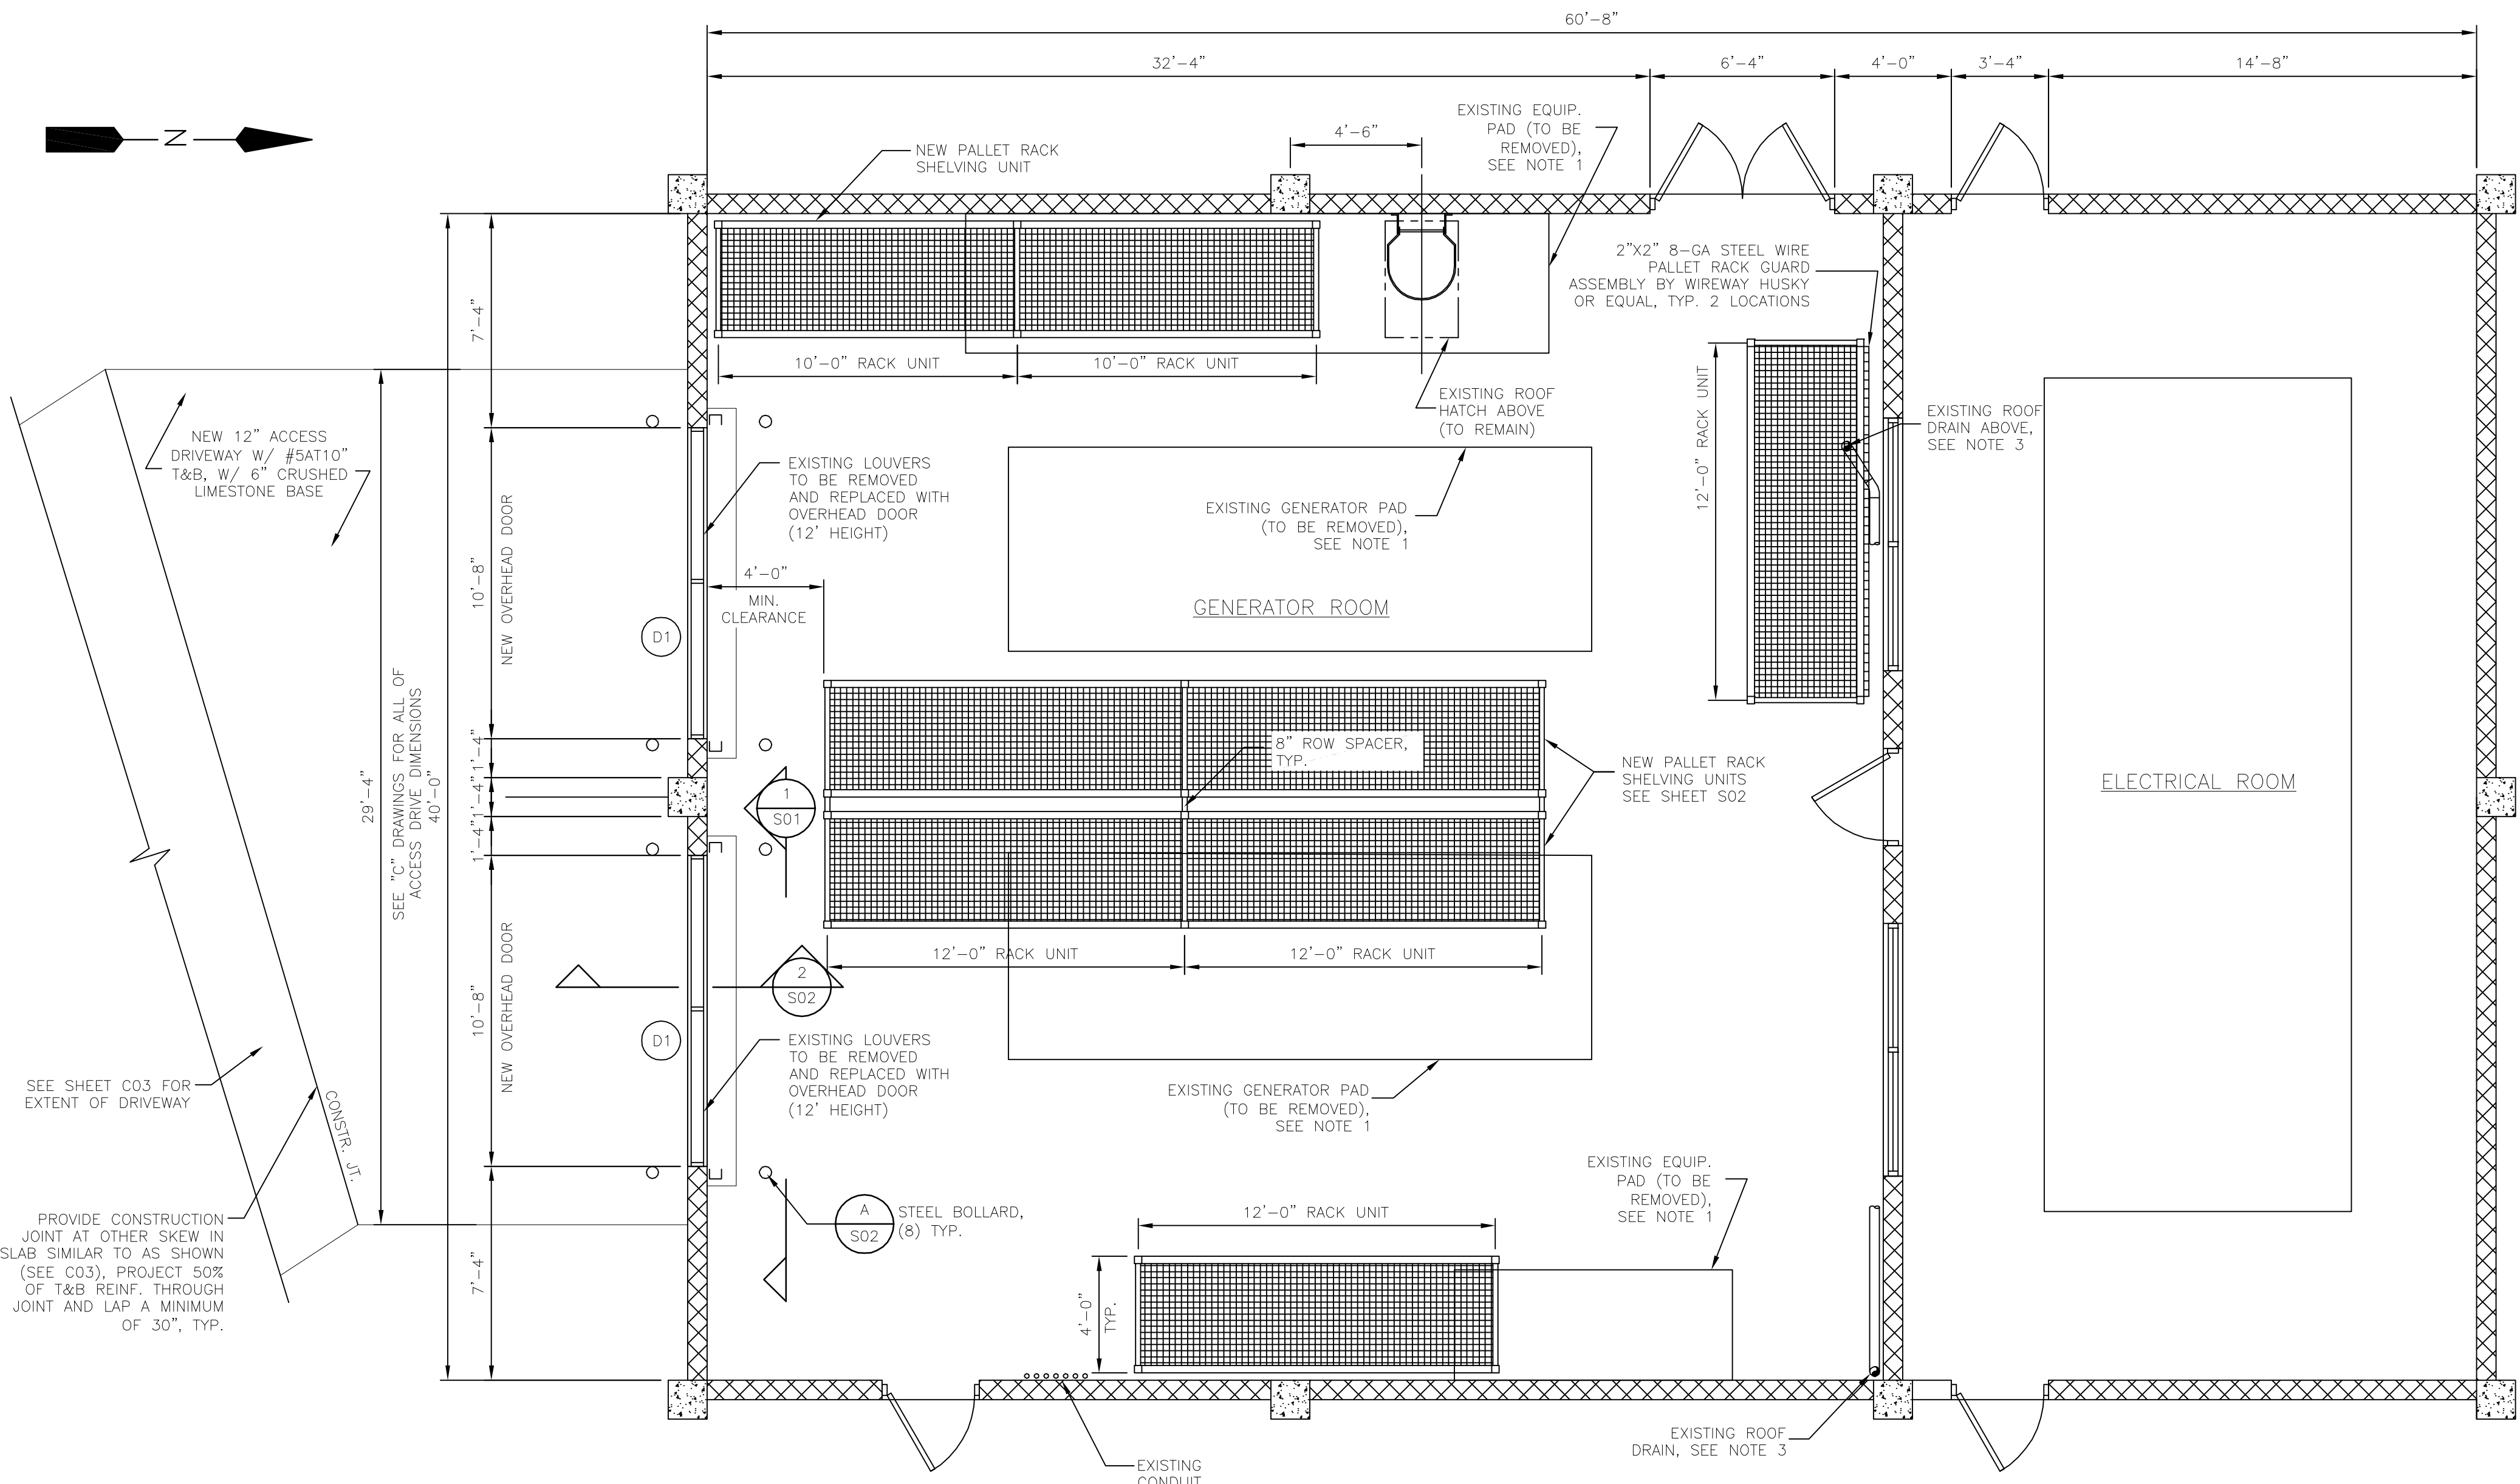 60'-8"
32'-4"
6'-4"
4'-0"
3'-4"
14'-8"
N
4'-6"
EXISTING EQUIP.
PAD (TO BE
REMOVED),
SEE NOTE 1
NEW PALLET RACK
SHELVING UNIT
2"X2" 8-GA STEEL WIRE
PALLET RACK GUARD
ASSEMBLY BY WIREWAY HUSKY
OR EQUAL, TYP. 2 LOCATIONS
7'-4"
10'-0" RACK UNIT
10'-0" RACK UNIT
EXISTING ROOF
HATCH ABOVE
(TO REMAIN)
12'-0" RACK UNIT
EXISTING ROOF
DRAIN ABOVE,
SEE NOTE 3
NEW 12" ACCESS
DRIVEWAY W/ #5AT10"
T&B, W/ 6" CRUSHED
LIMESTONE BASE
EXISTING LOUVERS
TO BE REMOVED
AND REPLACED WITH
OVERHEAD DOOR
(12' HEIGHT)
EXISTING GENERATOR PAD
(TO BE REMOVED),
SEE NOTE 1
10'-8"
NEW OVERHEAD DOOR
4'-0"
MIN.
CLEARANCE
GENERATOR ROOM
D1
29'-4"
SEE "C" DRAWINGS FOR ALL OF
ACCESS DRIVE DIMENSIONS
40'-0"
1'-4"
1'-4"
1'-4"
1
S01
8" ROW SPACER,
TYP.
NEW PALLET RACK
SHELVING UNITS
SEE SHEET S02
ELECTRICAL ROOM
12'-0" RACK UNIT
12'-0" RACK UNIT
2
S02
10'-8"
NEW OVERHEAD DOOR
D1
EXISTING LOUVERS
TO BE REMOVED
AND REPLACED WITH
OVERHEAD DOOR
(12' HEIGHT)
EXISTING GENERATOR PAD
(TO BE REMOVED),
SEE NOTE 1
SEE SHEET C03 FOR
EXTENT OF DRIVEWAY
CONSTR. JT.
EXISTING EQUIP.
PAD (TO BE
REMOVED),
SEE NOTE 1
PROVIDE CONSTRUCTION
JOINT AT OTHER SKEW IN
SLAB SIMILAR TO AS SHOWN
(SEE C03), PROJECT 50%
OF T&B REINF. THROUGH
JOINT AND LAP A MINIMUM
OF 30", TYP.
A
S02
STEEL BOLLARD,
(8) TYP.
12'-0" RACK UNIT
7'-4"
4'-0"
TYP.
EXISTING ROOF
DRAIN, SEE NOTE 3
EXISTING
CONDUIT